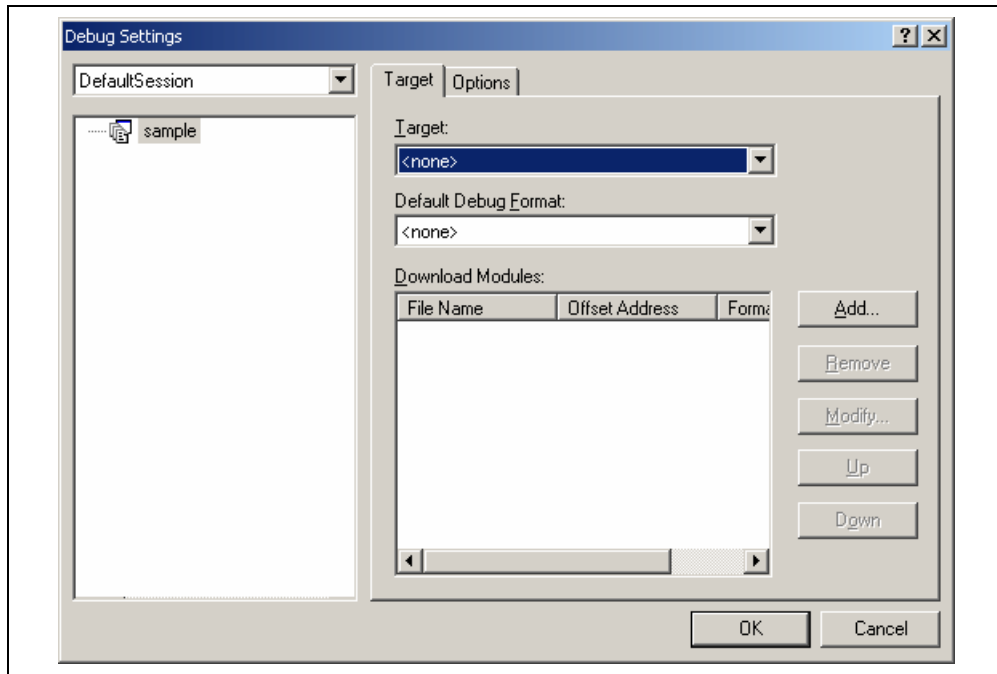 Debug Settings
DefaultSession
sample
Target
Options
Target:
<none>
Default Debug Format:
<none>
Download Modules:
File Name
Offset Address
Forma
Add...
Remove
Modify...
Up
Down
OK
Cancel